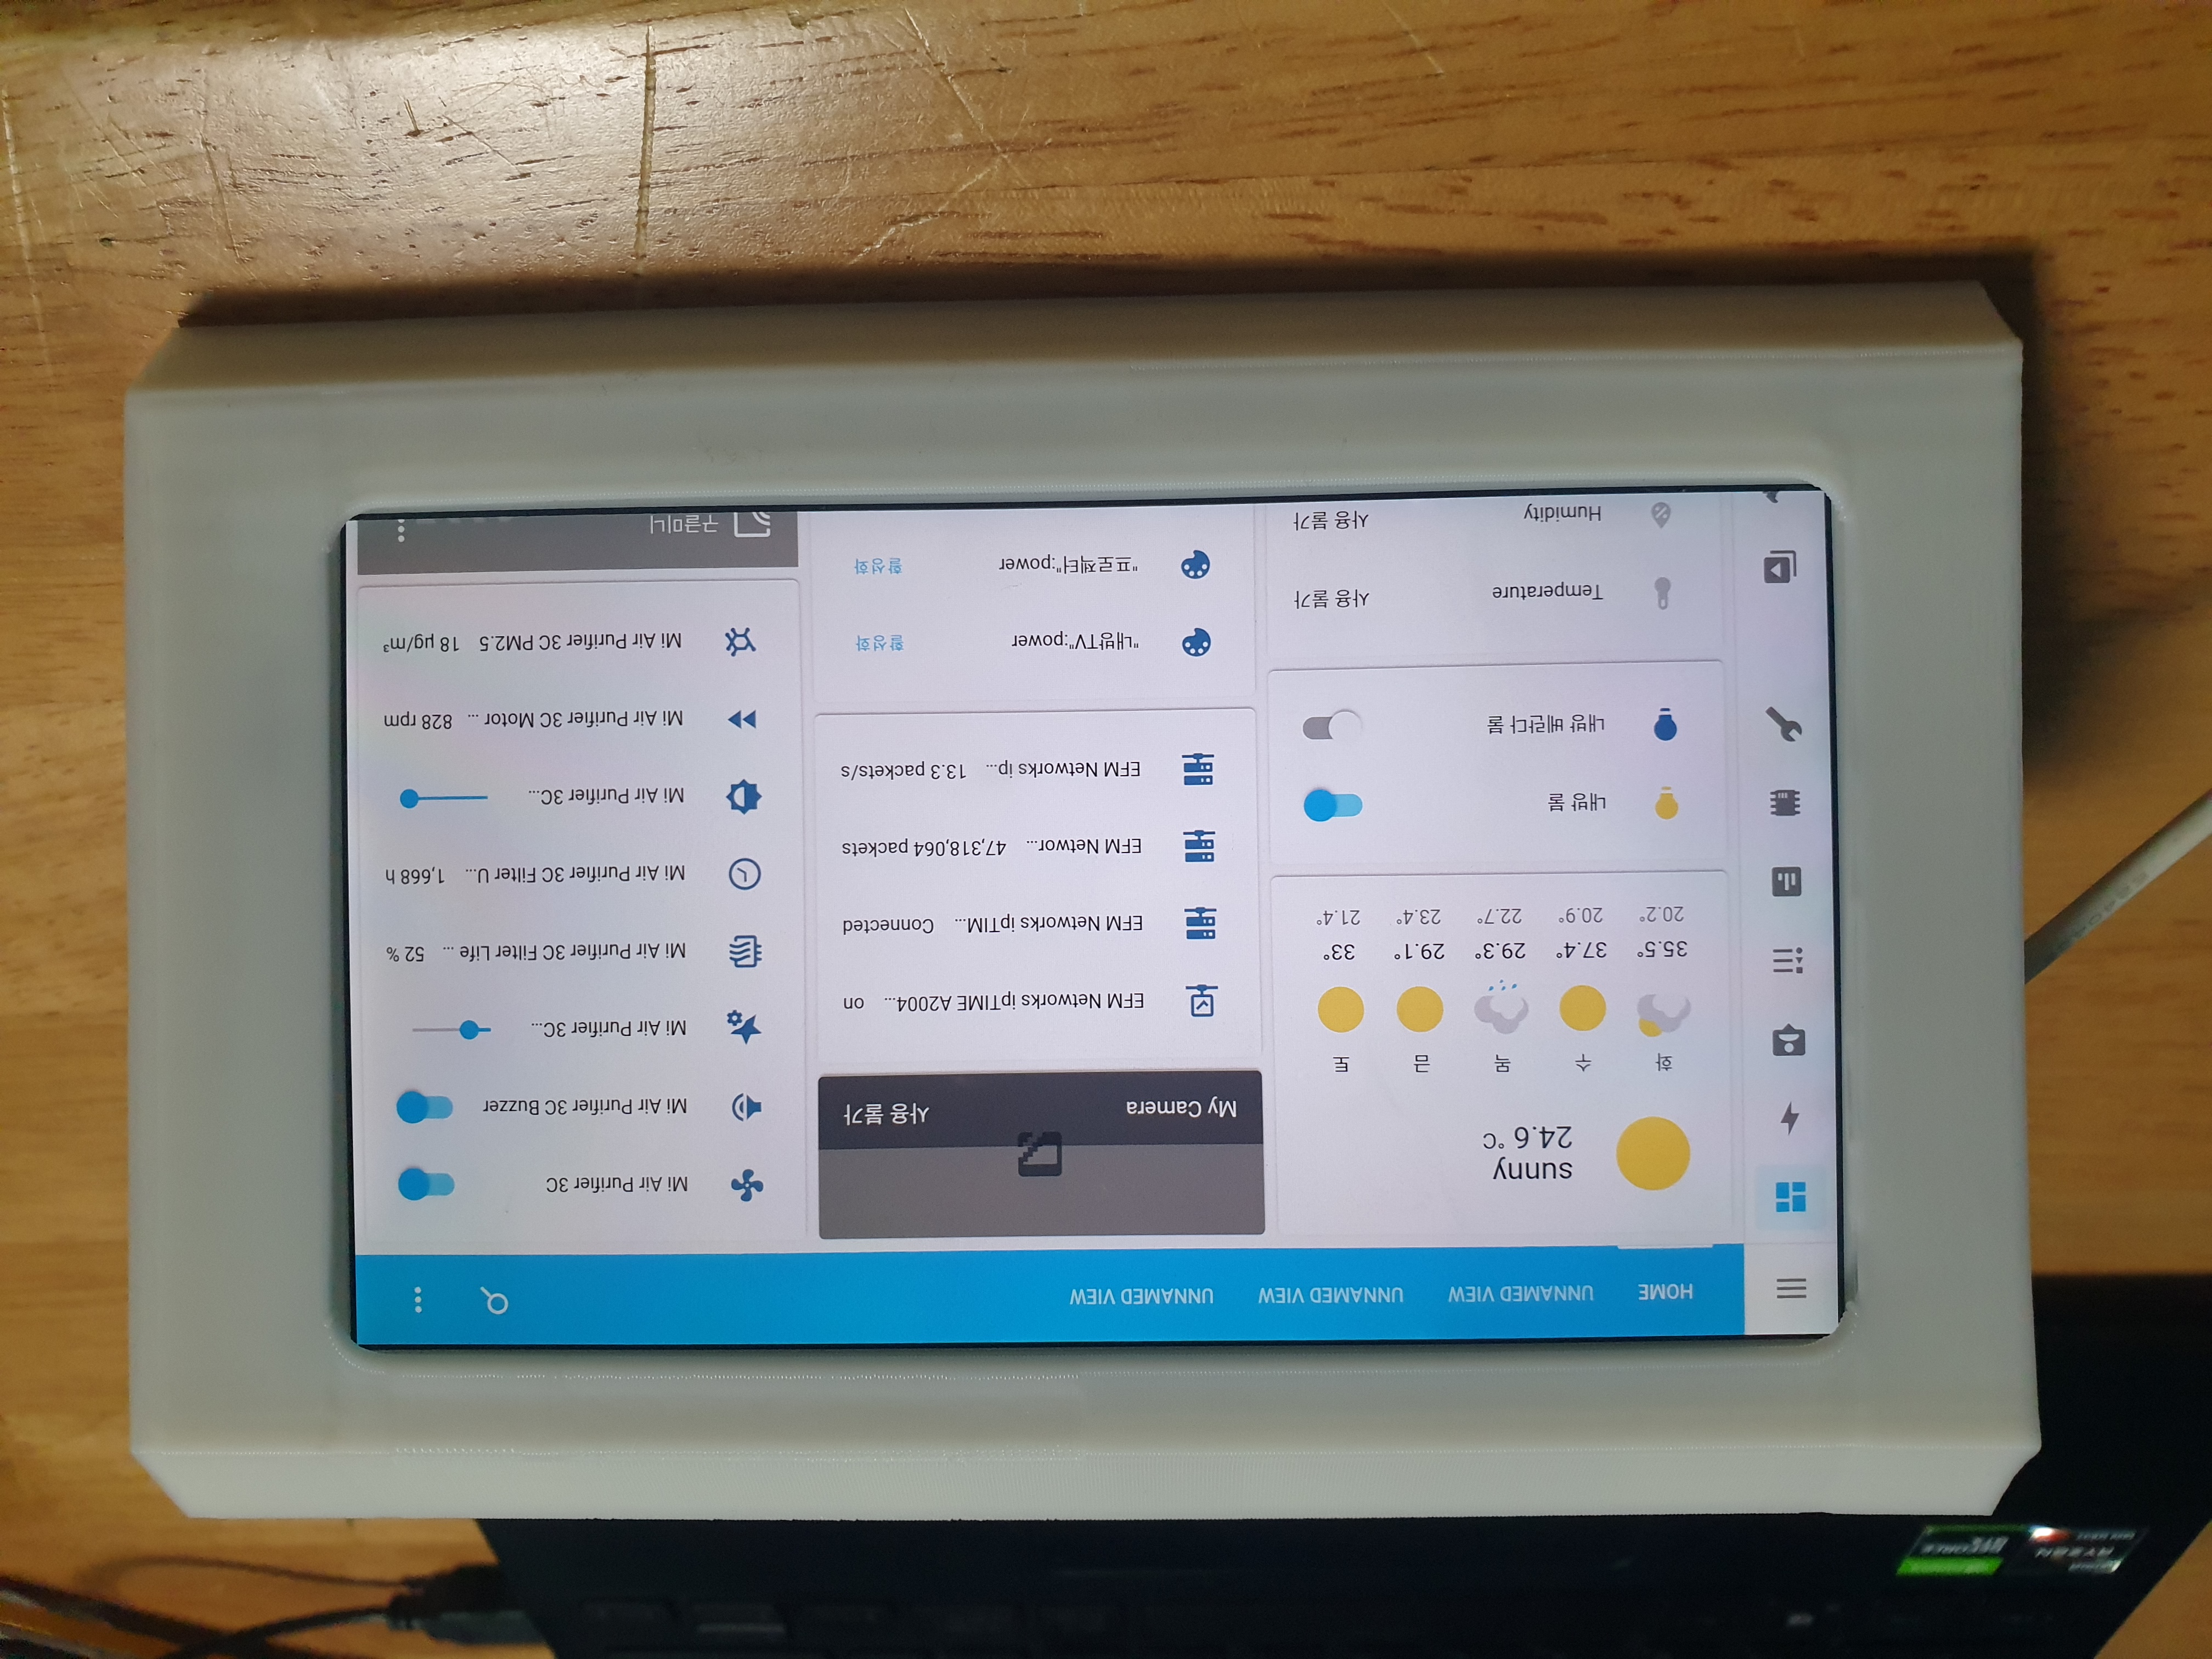 RYZEN
GEFORCE
RTX
HOME
UNNAMED VIEW
UNNAMED VIEW
UNNAMED VIEW
sunny
24.6 °C
화 수 목 금 토
35.5° 37.4° 29.3° 29.1° 33°
20.2° 20.9° 22.7° 23.4° 21.4°
내방 불
내방 베란다 불
Temperature 사용 불가
Humidity 사용 불가
My Camera 사용 불가
EFM Networks ipTIME A2004... on
EFM Networks ipTIM... Connected
EFM Networ... 47,318,064 packets
EFM Networks ip... 13.3 packets/s
"내방TV":power 활성화
"프로젝터":power 활성화
Mi Air Purifier 3C
Mi Air Purifier 3C Buzzer
Mi Air Purifier 3C...
Mi Air Purifier 3C Filter Life ... 52 %
Mi Air Purifier 3C Filter U... 1,668 h
Mi Air Purifier 3C...
Mi Air Purifier 3C Motor ... 828 rpm
Mi Air Purifier 3C PM2.5 18 µg/m³
구글미니